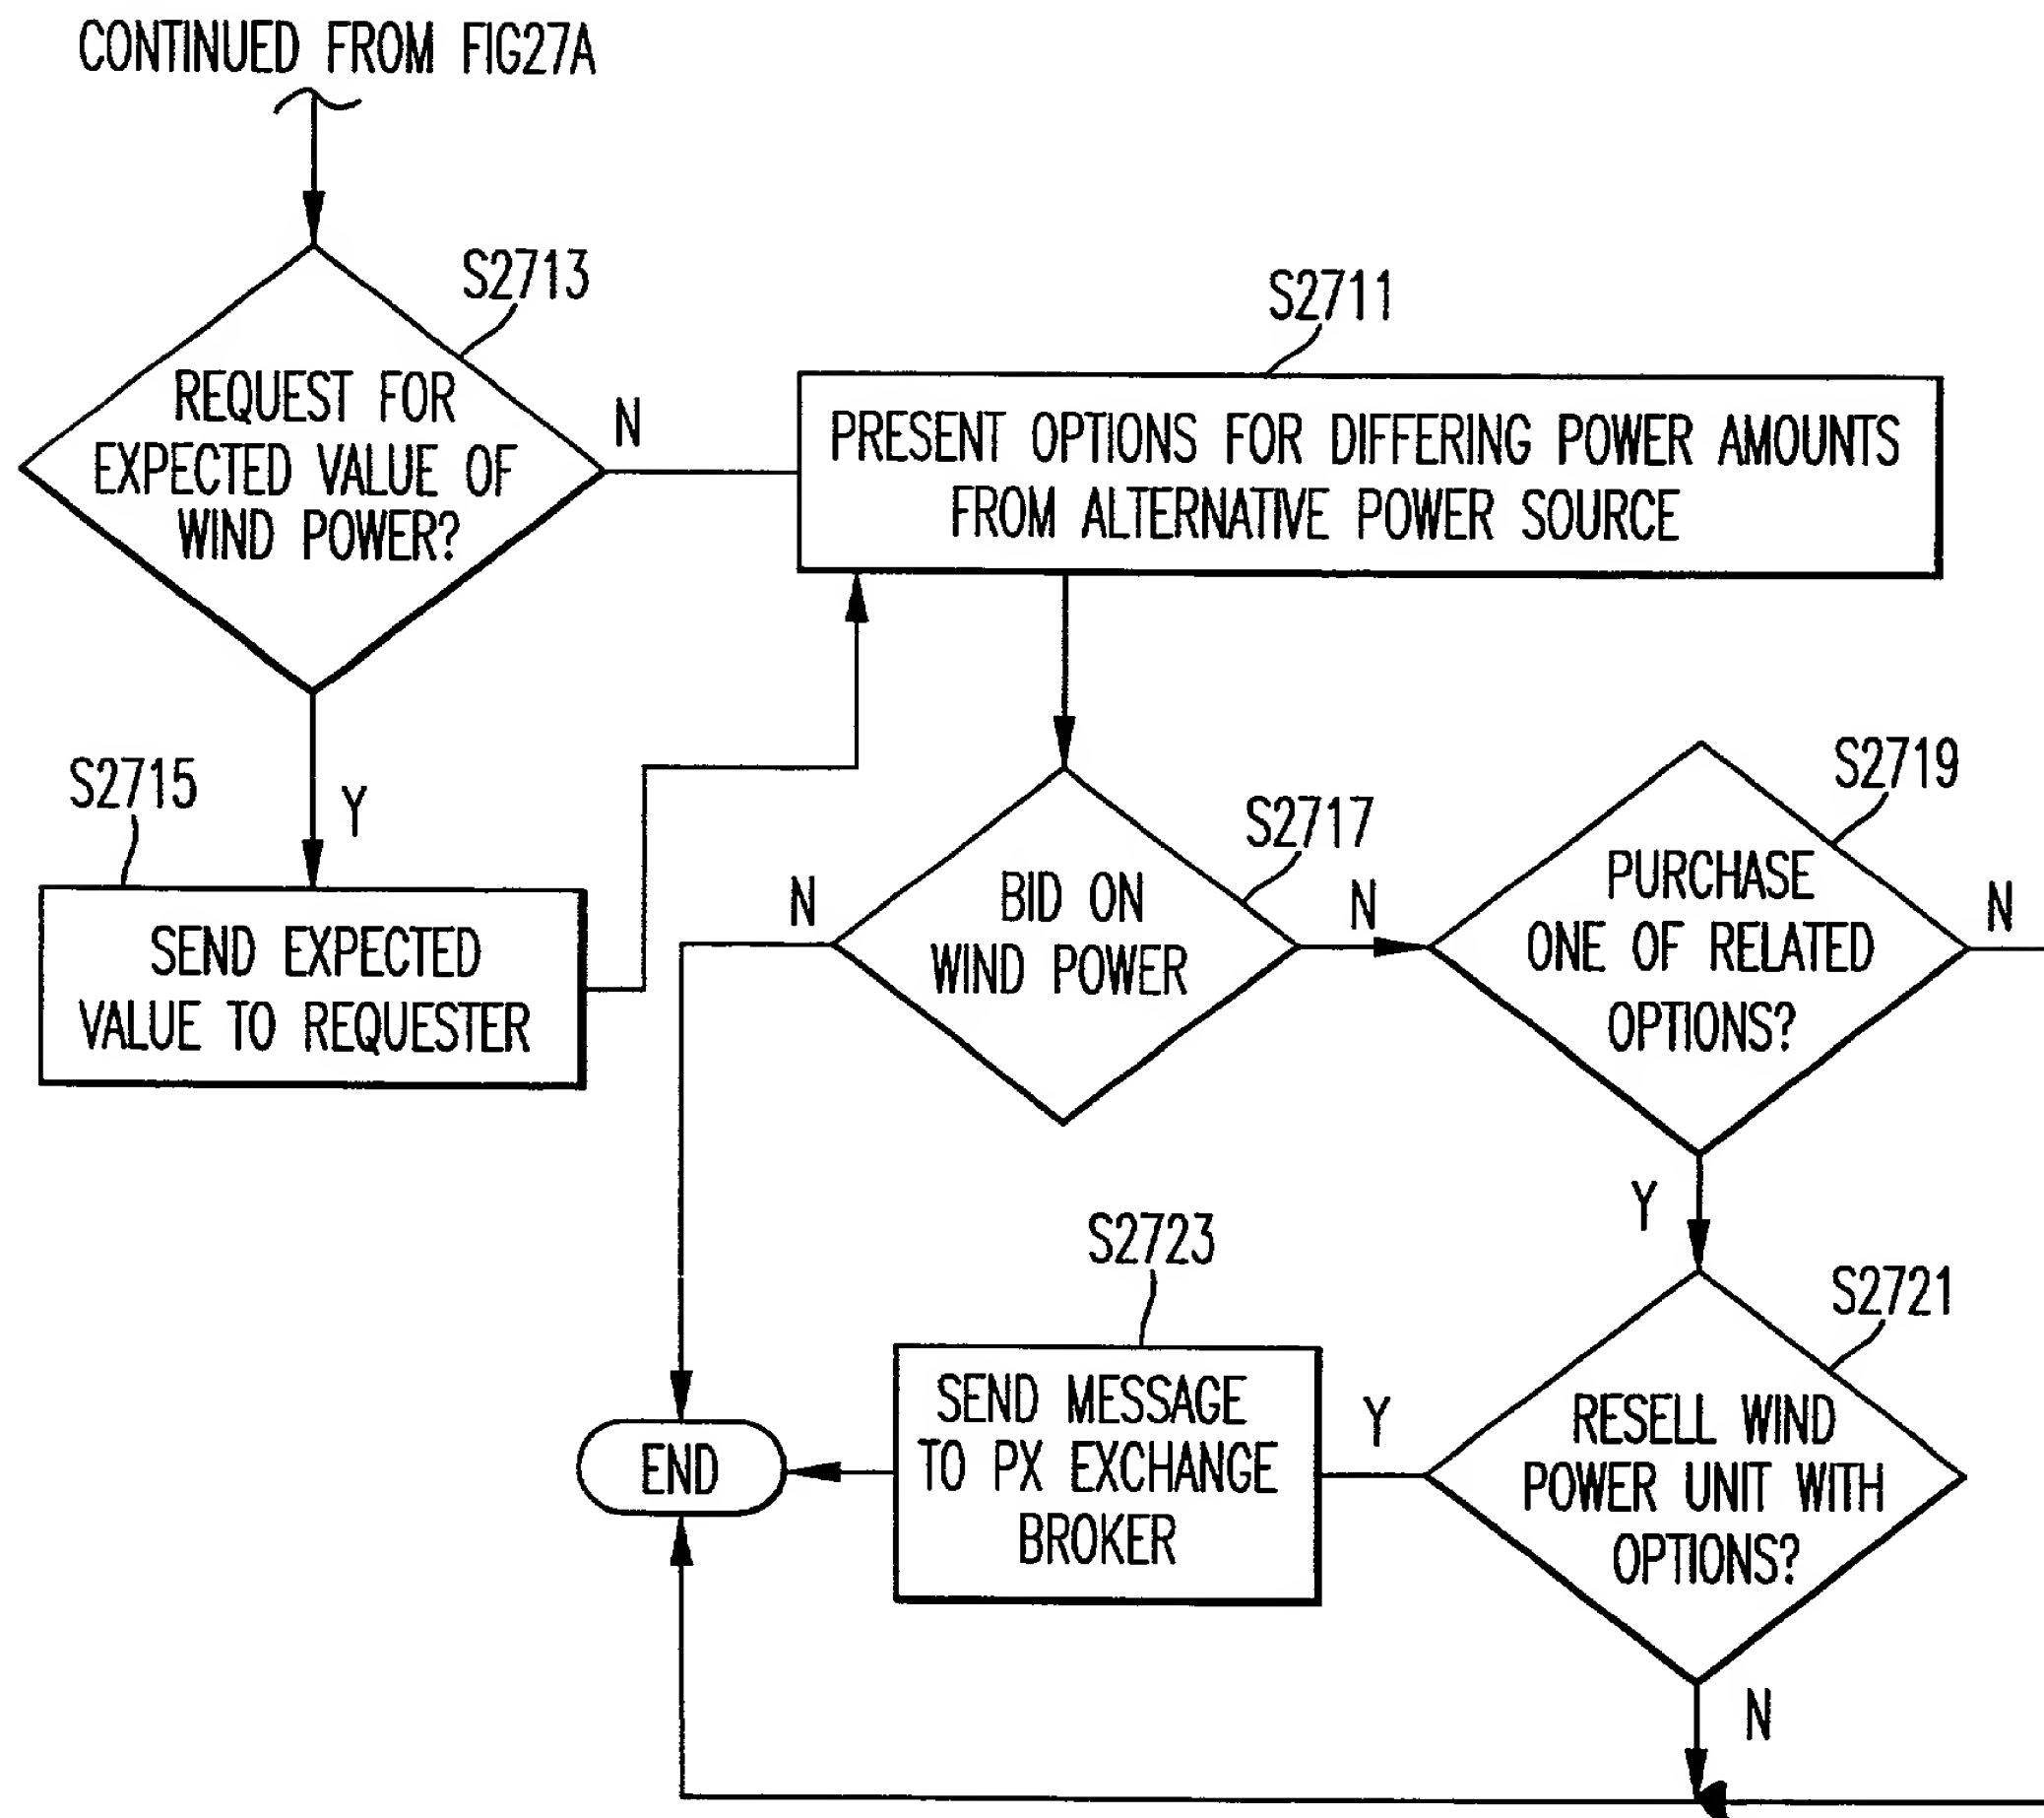 CONTINUED FROM FIG27A
S2713
REQUEST FOR
EXPECTED VALUE OF
WIND POWER?
N
S2711
PRESENT OPTIONS FOR DIFFERING POWER AMOUNTS
FROM ALTERNATIVE POWER SOURCE
Y
S2715
SEND EXPECTED
VALUE TO REQUESTER
S2717
N
BID ON
WIND POWER
N
S2719
PURCHASE
ONE OF RELATED
OPTIONS?
N
Y
S2721
RESELL WIND
POWER UNIT WITH
OPTIONS?
Y
N
S2723
SEND MESSAGE
TO PX EXCHANGE
BROKER
END